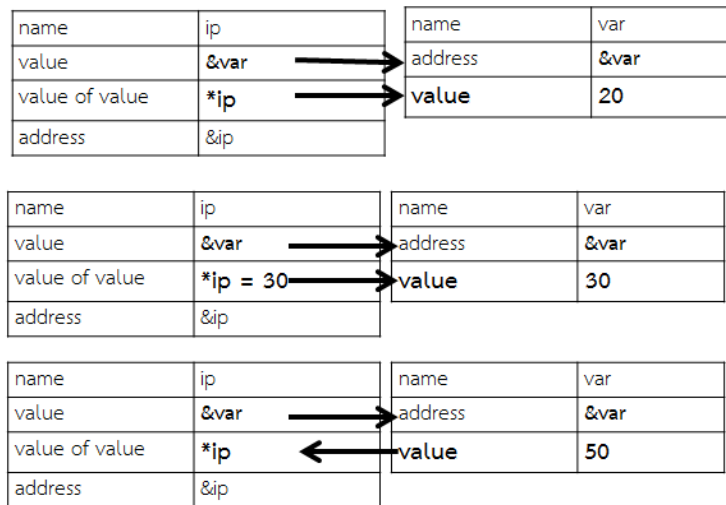 name ip
value &var
value of value *ip
address &ip
name var
address &var
value 20
name ip
value &var
value of value *ip = 30
address &ip
name var
address &var
value 30
name ip
value &var
value of value *ip
address &ip
name var
address &var
value 50